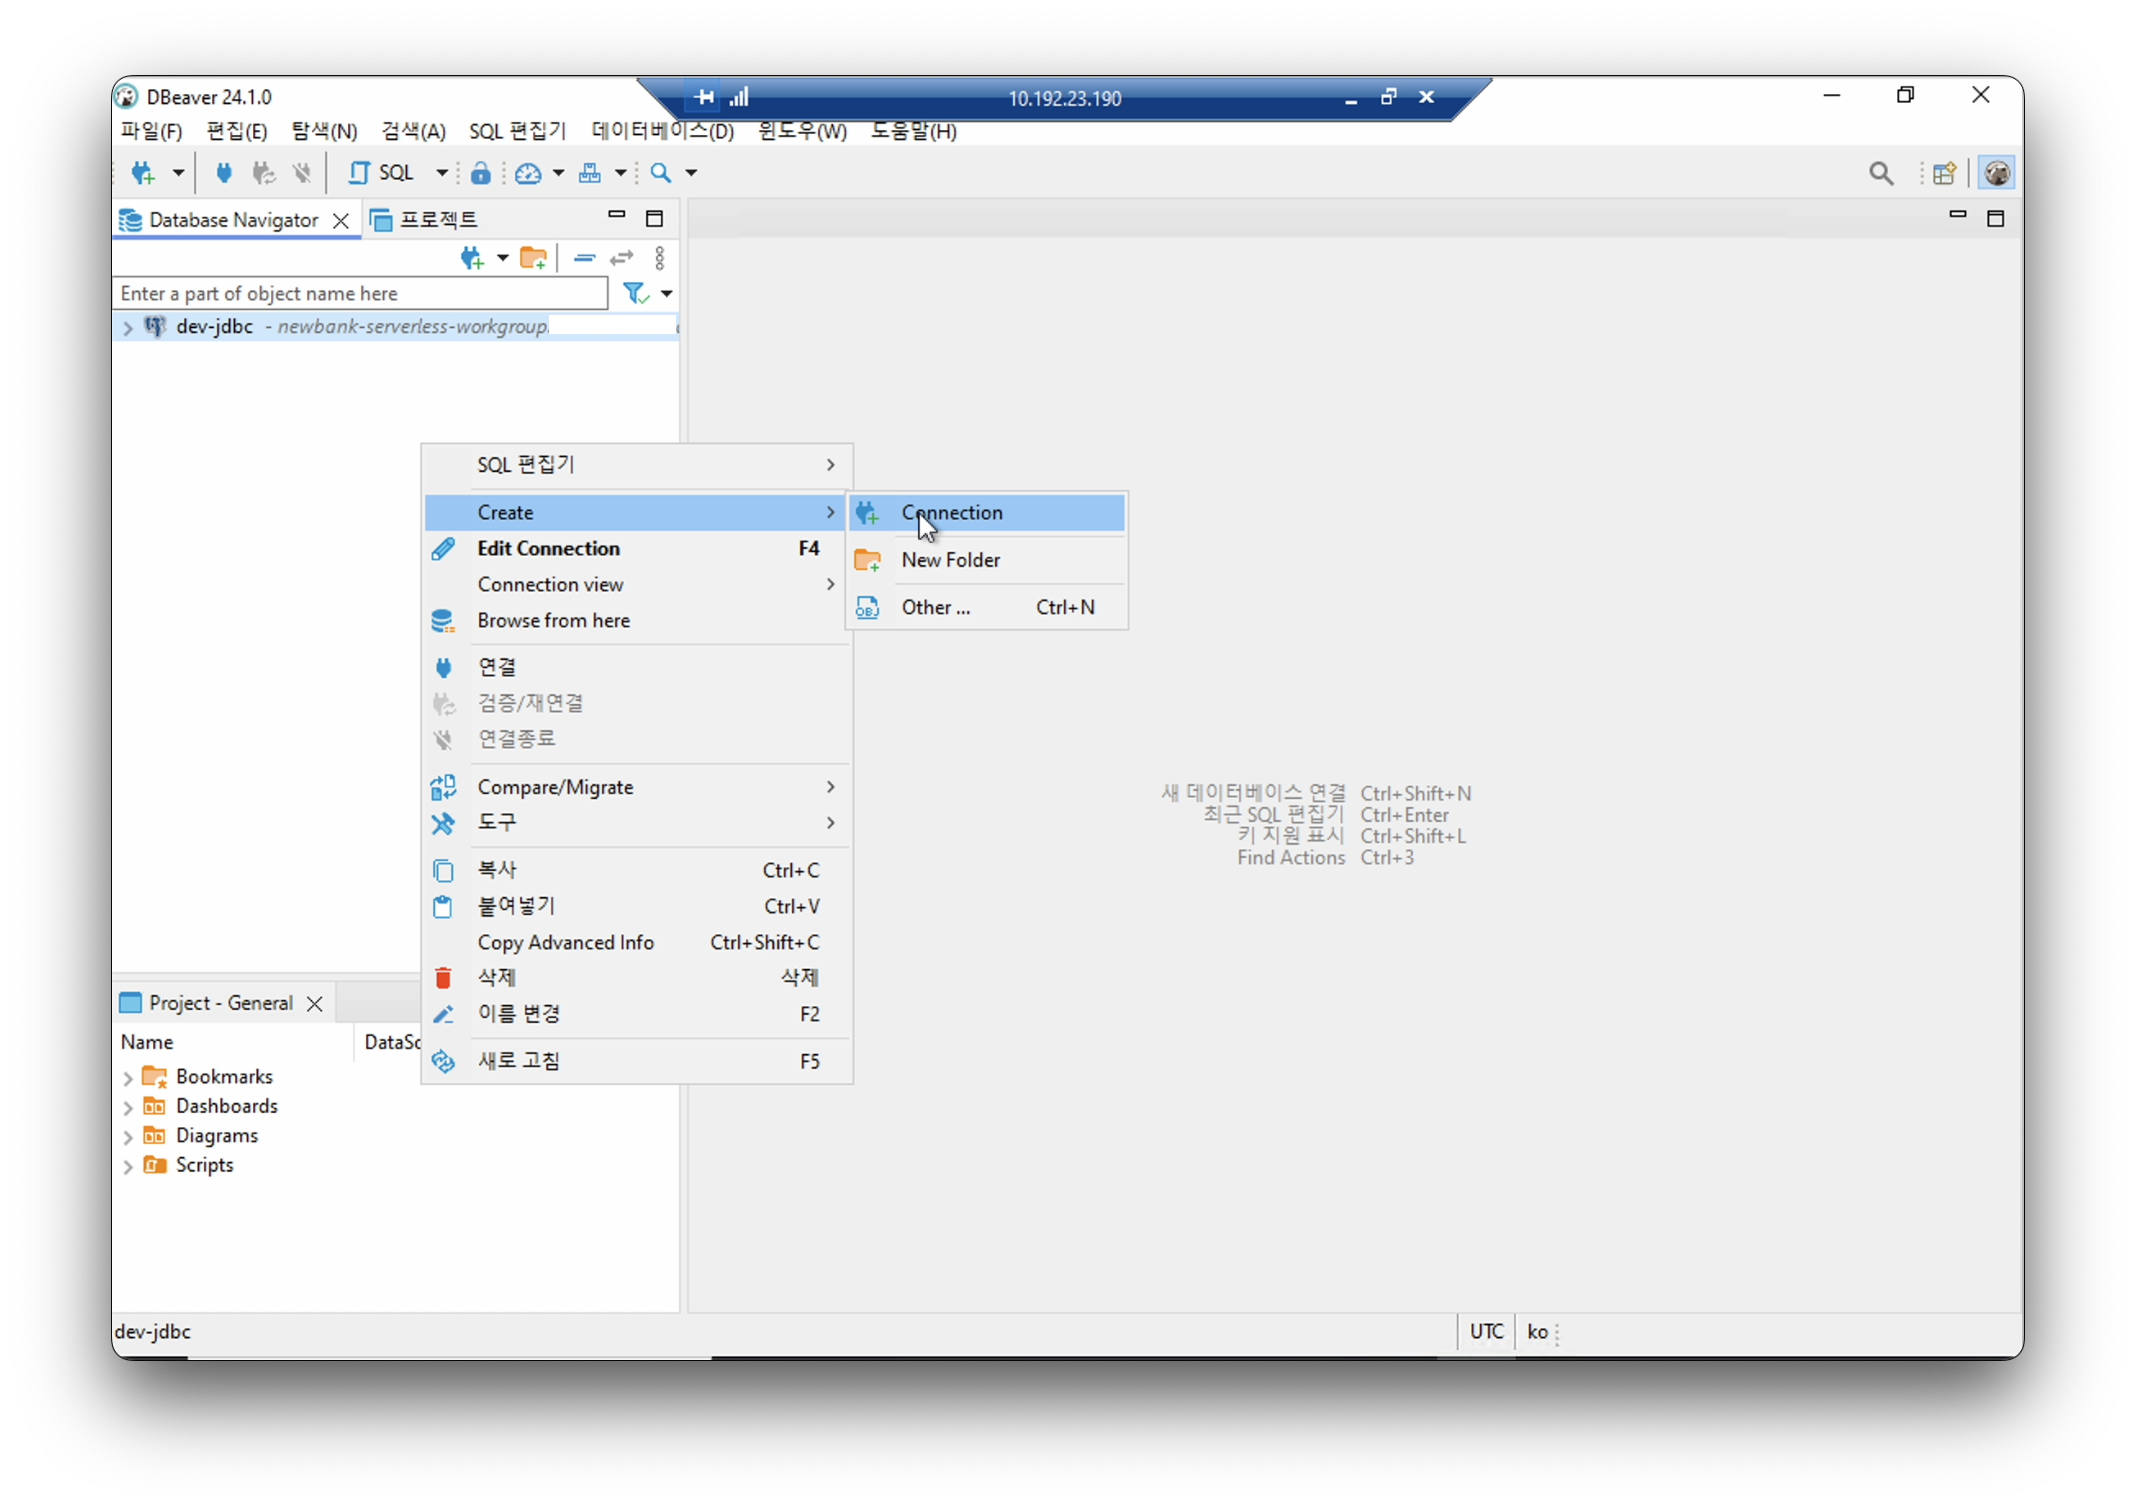 DBeaver 24.1.0
10.192.23.190
파일(F) 편집(E) 탐색(N) 검색(A) SQL 편집기 데이터베이스(D) 윈도우(W) 도움말(H)
SQL
Database Navigator 프로젝트
Enter a part of object name here
dev-jdbc - newbank-serverless-workgroup.
SQL 편집기
Create
Connection
Edit Connection F4
New Folder
Connection view
Other ... Ctrl+N
Browse from here
연결
검증/재연결
연결종료
Compare/Migrate
도구
복사 Ctrl+C
붙여넣기 Ctrl+V
Copy Advanced Info Ctrl+Shift+C
삭제 삭제
이름 변경 F2
새로 고침 F5
새 데이터베이스 연결 Ctrl+Shift+N
최근 SQL 편집기 Ctrl+Enter
키 지원 표시 Ctrl+Shift+L
Find Actions Ctrl+3
Project - General
Name DataSc
Bookmarks
Dashboards
Diagrams
Scripts
dev-jdbc
UTC ko